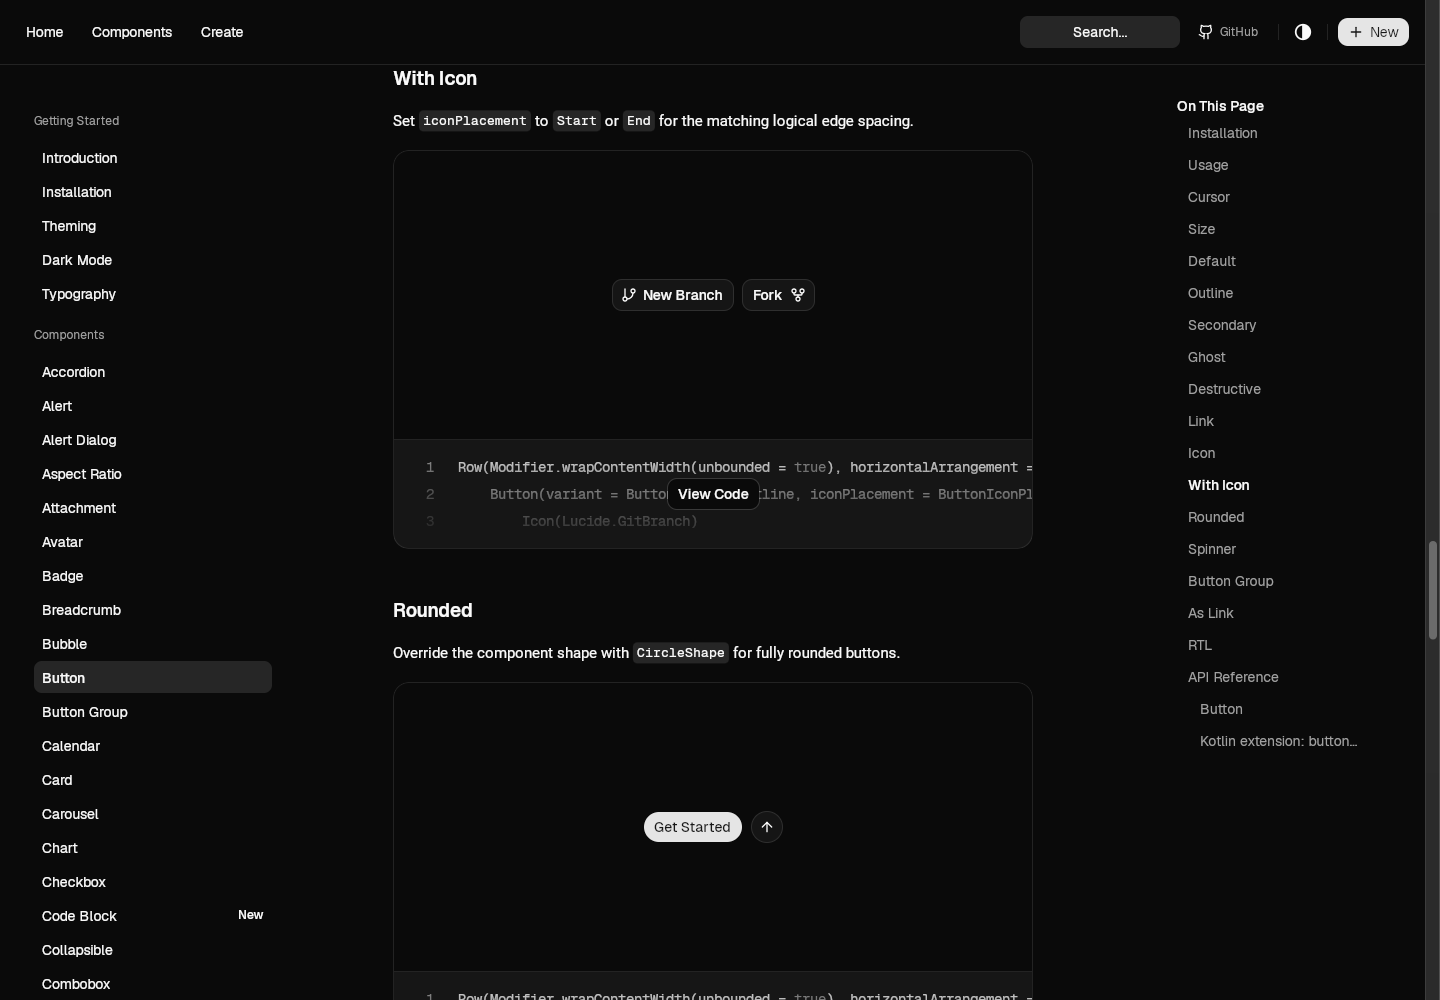 Home
Components
Create
Search...
GitHub
New
Getting Started
Introduction
Installation
Theming
Dark Mode
Typography
Components
Accordion
Alert
Alert Dialog
Aspect Ratio
Attachment
Avatar
Badge
Breadcrumb
Bubble
Button
Button Group
Calendar
Card
Carousel
Chart
Checkbox
Code Block New
Collapsible
Combobox
With Icon
Set iconPlacement to Start or End for the matching logical edge spacing.
New Branch
Fork
1 Row(Modifier.wrapContentWidth(unbounded = true), horizontalArrangement =
2 Button(variant = Butto
View Code
line, iconPlacement = ButtonIconPl
3 Icon(Lucide.GitBranch)
Rounded
Override the component shape with CircleShape for fully rounded buttons.
Get Started
1 Row(Modifier.wrapContentWidth(unbounded = true), horizontalArrangement =
On This Page
Installation
Usage
Cursor
Size
Default
Outline
Secondary
Ghost
Destructive
Link
Icon
With Icon
Rounded
Spinner
Button Group
As Link
RTL
API Reference
Button
Kotlin extension: button…